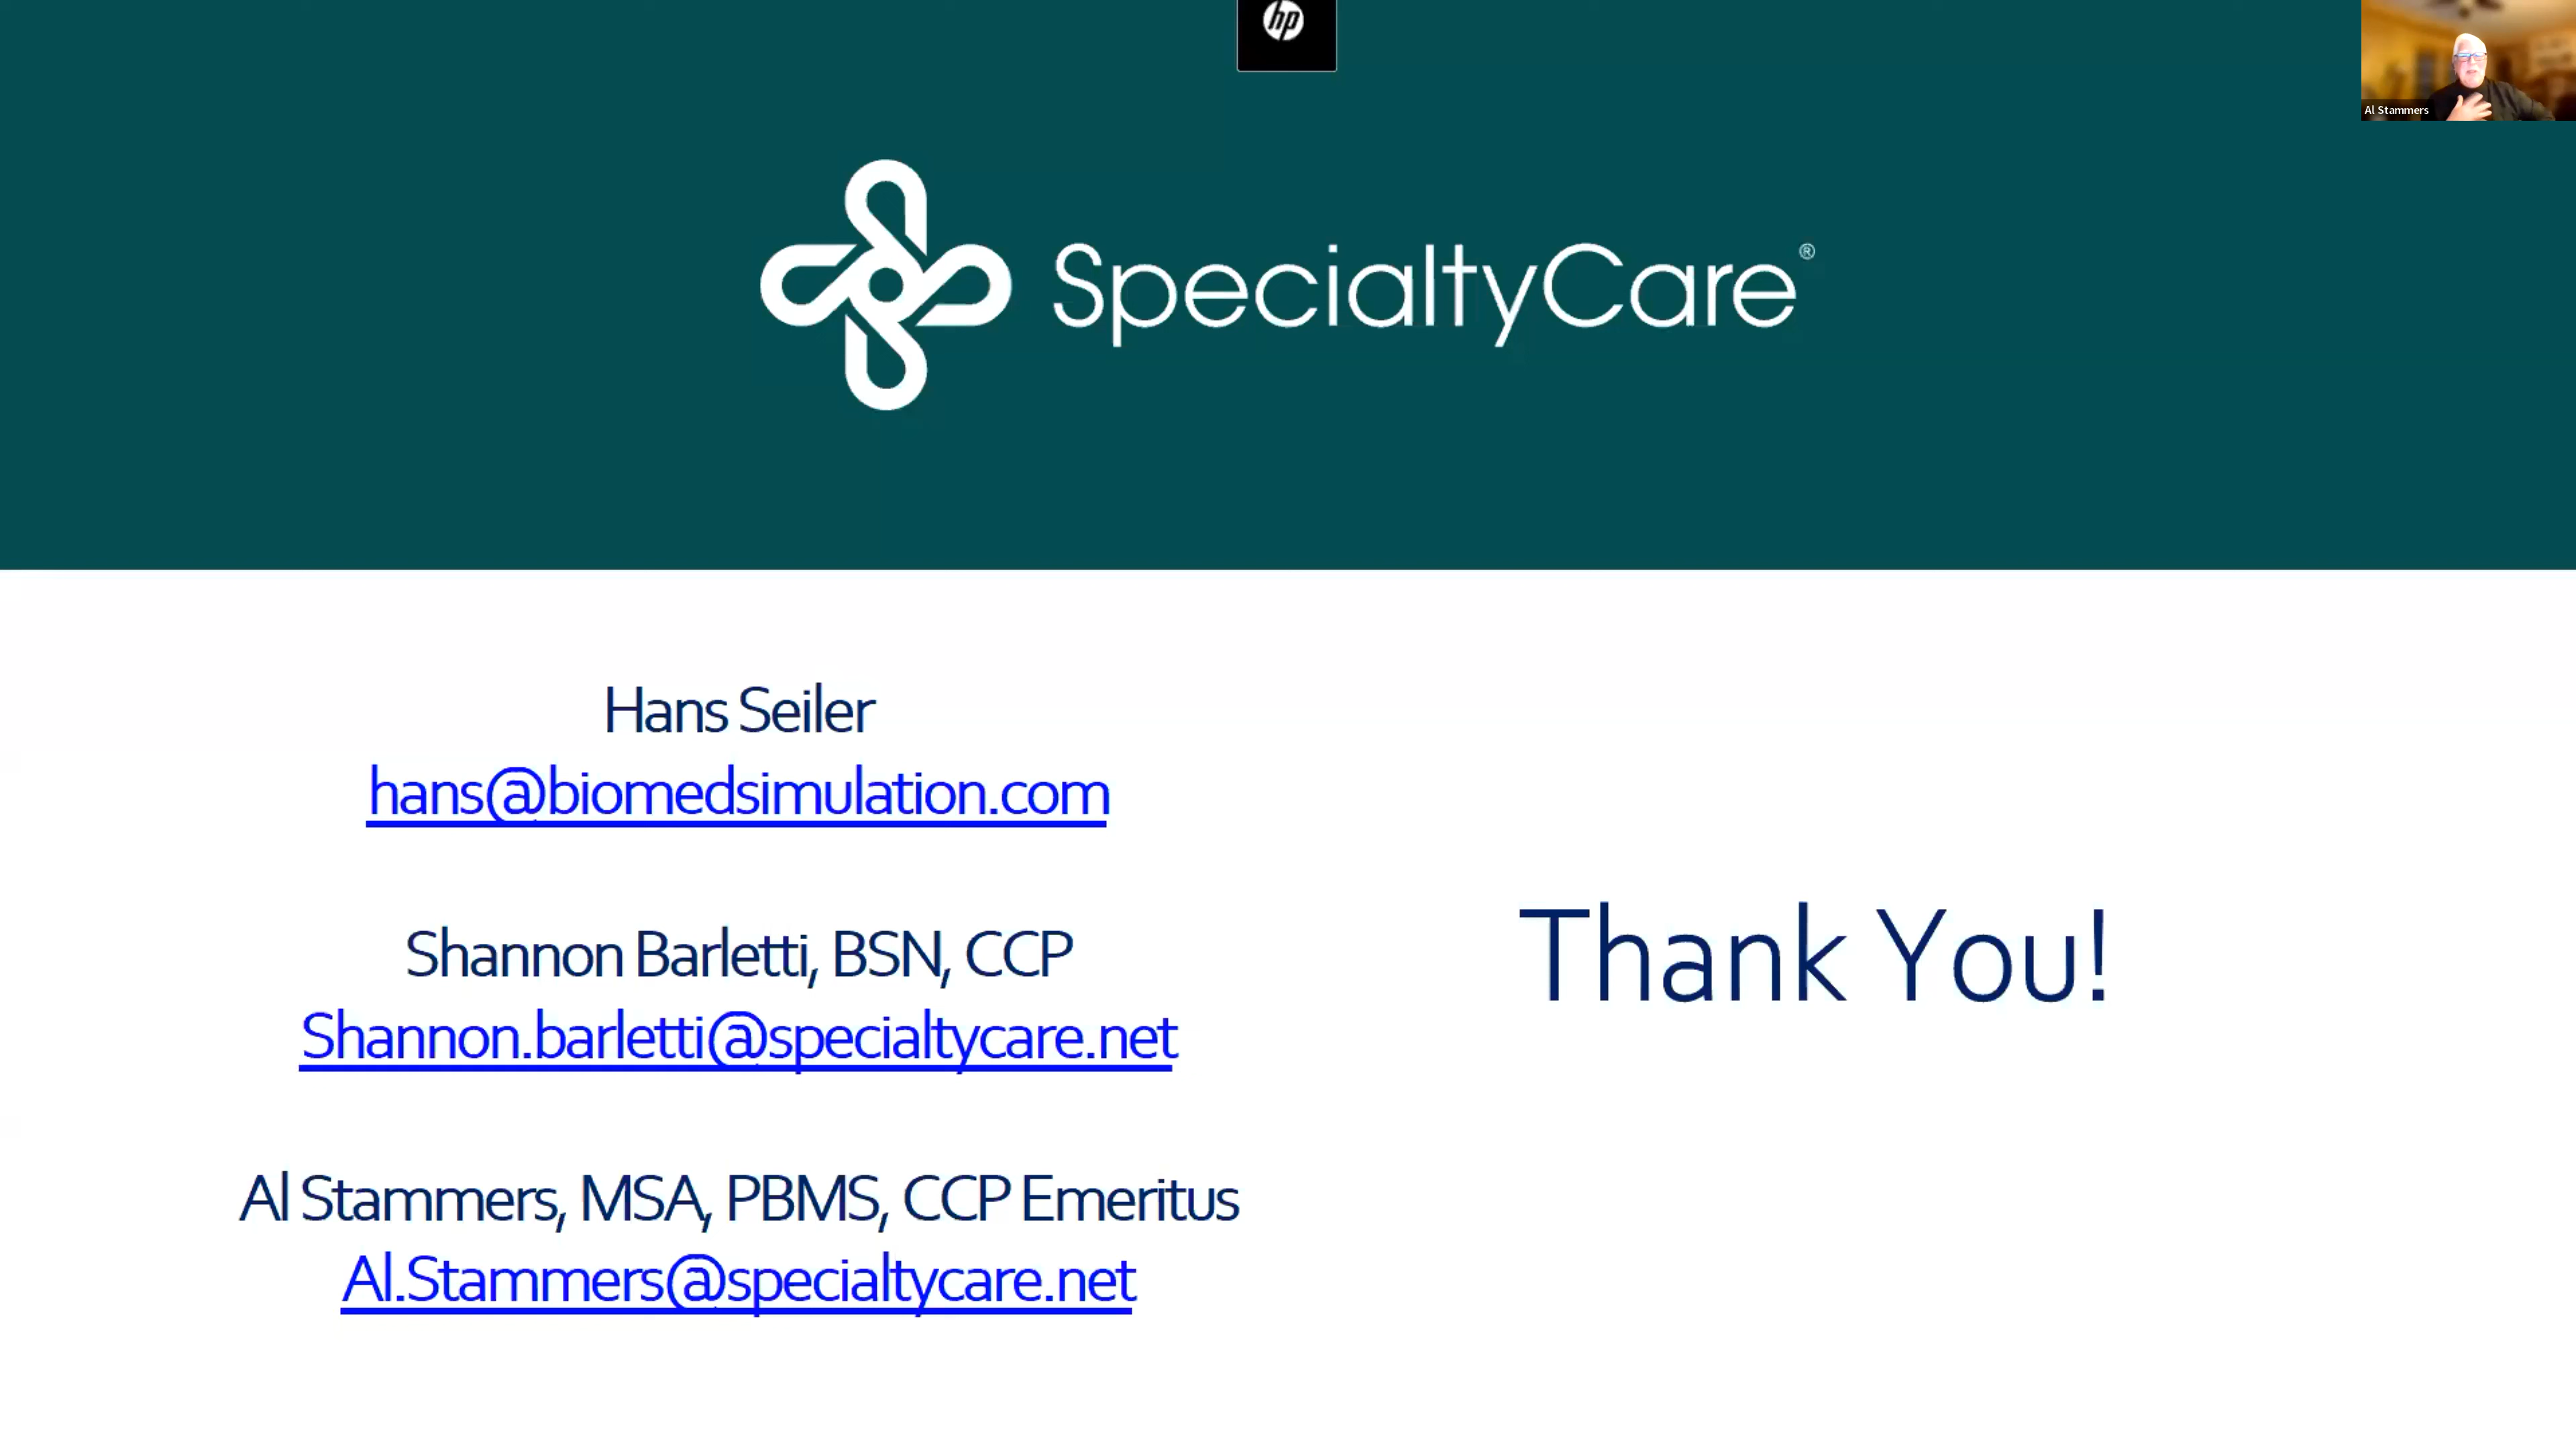 hp
Al Stammers
SpecialtyCare®
Hans Seiler
hans@biomedsimulation.com
Shannon Barletti, BSN, CCP
Shannon.barletti@specialtycare.net
Al Stammers, MSA, PBMS, CCP Emeritus
Al.Stammers@specialtycare.net
Thank You!